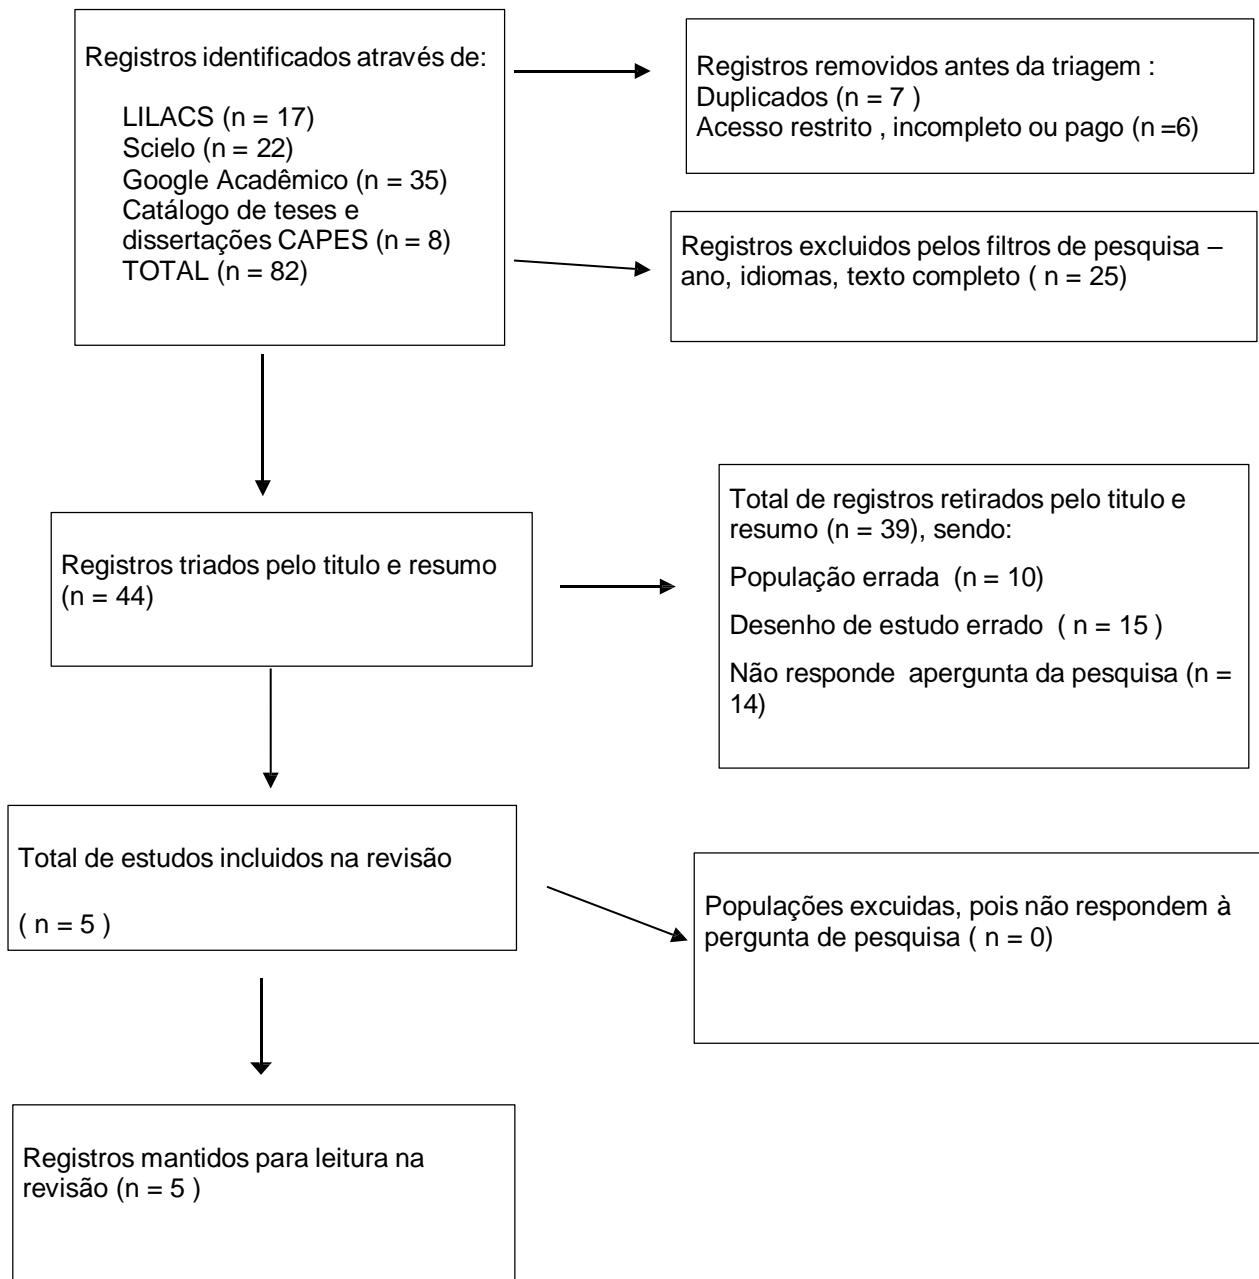 Registros identificados através de:
LILACS (n = 17)
Scielo (n = 22)
Google Acadêmico (n = 35)
Catálogo de teses e
dissertações CAPES (n = 8)
TOTAL (n = 82)
Registros removidos antes da triagem :
Duplicados (n = 7 )
Acesso restrito , incompleto ou pago (n =6)
Registros excluidos pelos filtros de pesquisa –
ano, idiomas, texto completo ( n = 25)
Registros triados pelo titulo e resumo
(n = 44)
Total de registros retirados pelo titulo e
resumo (n = 39), sendo:
População errada (n = 10)
Desenho de estudo errado ( n = 15 )
Não responde apergunta da pesquisa (n =
14)
Total de estudos incluidos na revisão
( n = 5 )
Populações excuidas, pois não respondem à
pergunta de pesquisa ( n = 0)
Registros mantidos para leitura na
revisão (n = 5 )